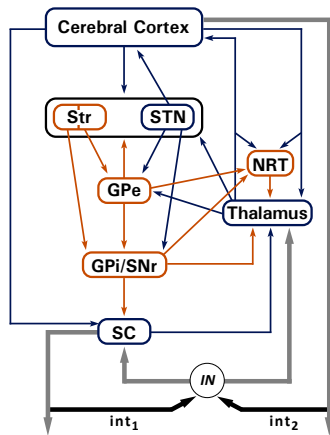 Cerebral Cortex
Str STN
NRT
GPe
Thalamus
GPi/SNr
SC
IN
int1 int2